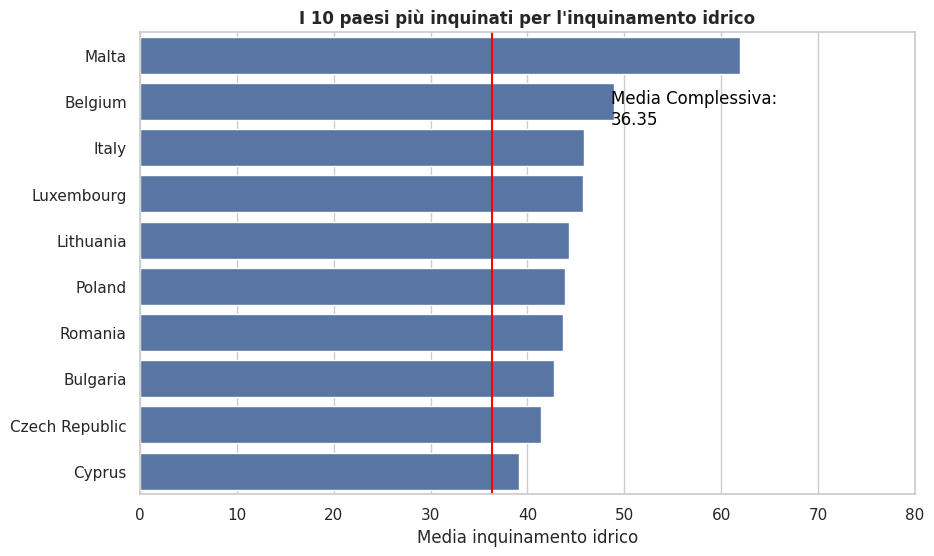 I 10 paesi più inquinati per l'inquinamento idrico
Malta
Belgium
Media Complessiva:
36.35
Italy
Luxembourg
Lithuania
Poland
Romania
Bulgaria
Czech Republic
Cyprus
0 10 20 30 40 50 60 70 80
Media inquinamento idrico